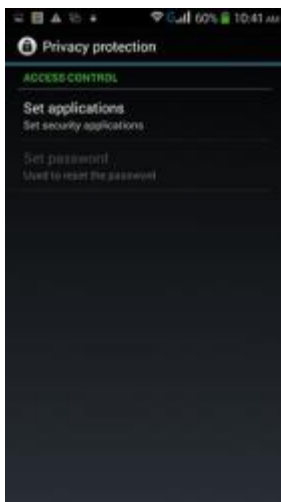 60% 10:41 AM
Privacy protection
ACCESS CONTROL
Set applications
Set security applications
Set password
Used to reset the password